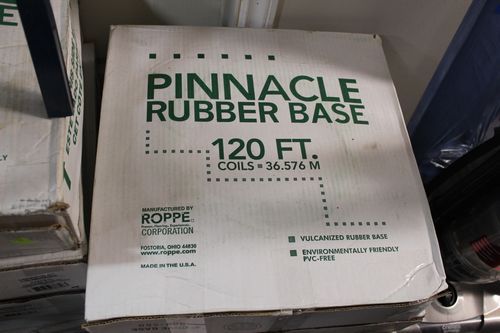 PINNACLE
RUBBER BASE
120 FT.
COILS = 36.576 M
MANUFACTURED BY
ROPPE
CORPORATION
FOSTORIA, OHIO 44830
www.roppe.com
MADE IN THE U.S.A.
VULCANIZED RUBBER BASE
ENVIRONMENTALLY FRIENDLY
PVC-FREE